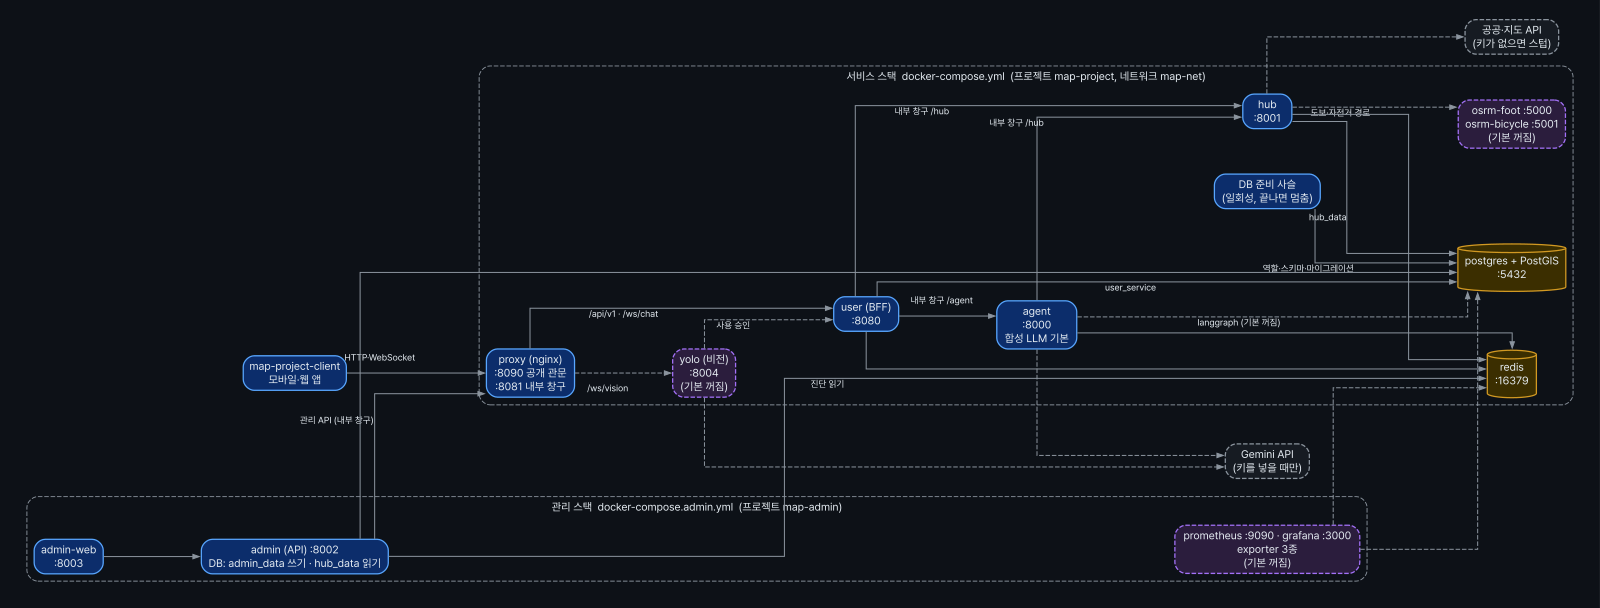 공공·지도 API
(키가 없으면 스텁)
서비스 스택  docker-compose.yml  (프로젝트 map-project, 네트워크 map-net)
내부 창구 /hub
내부 창구 /hub
hub
:8001
도보·자전거 경로
osrm-foot :5000
osrm-bicycle :5001
(기본 꺼짐)
DB 준비 사슬
(일회성, 끝나면 멈춤)
hub_data
역할·스키마·마이그레이션
postgres + PostGIS
:5432
user_service
/api/v1 · /ws/chat
사용 승인
user (BFF)
:8080
내부 창구 /agent
agent
:8000
합성 LLM 기본
langgraph (기본 꺼짐)
map-project-client
모바일·웹 앱
HTTP·WebSocket
proxy (nginx)
:8090 공개 관문
:8081 내부 창구
/ws/vision
yolo (비전)
:8004
(기본 꺼짐)
진단 읽기
redis
:16379
관리 API (내부 창구)
Gemini API
(키를 넣을 때만)
관리 스택  docker-compose.admin.yml  (프로젝트 map-admin)
admin-web
:8003
admin (API) :8002
DB: admin_data 쓰기 · hub_data 읽기
prometheus :9090 · grafana :3000
exporter 3종
(기본 꺼짐)